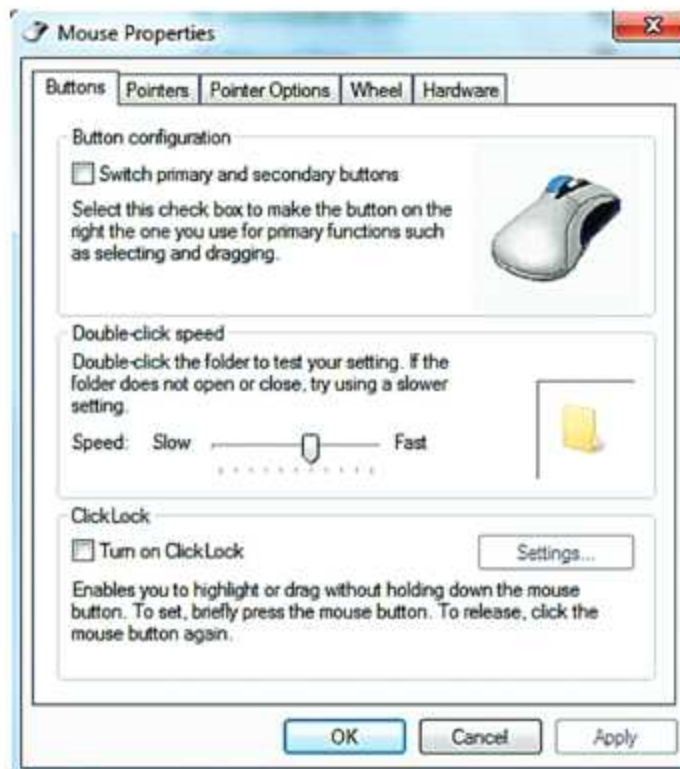 Mouse Properties
Buttons Pointers Pointer Options Wheel Hardware
Button configuration
Switch primary and secondary buttons
Select this check box to make the button on the
right the one you use for primary functions such
as selecting and dragging.
Double-click speed
Double-click the folder to test your setting. If the
folder does not open or close, try using a slower
setting.
Speed: Slow Fast
ClickLock
Turn on ClickLock Settings...
Enables you to highlight or drag without holding down the mouse
button. To set, briefly press the mouse button. To release, click the
mouse button again.
OK Cancel Apply